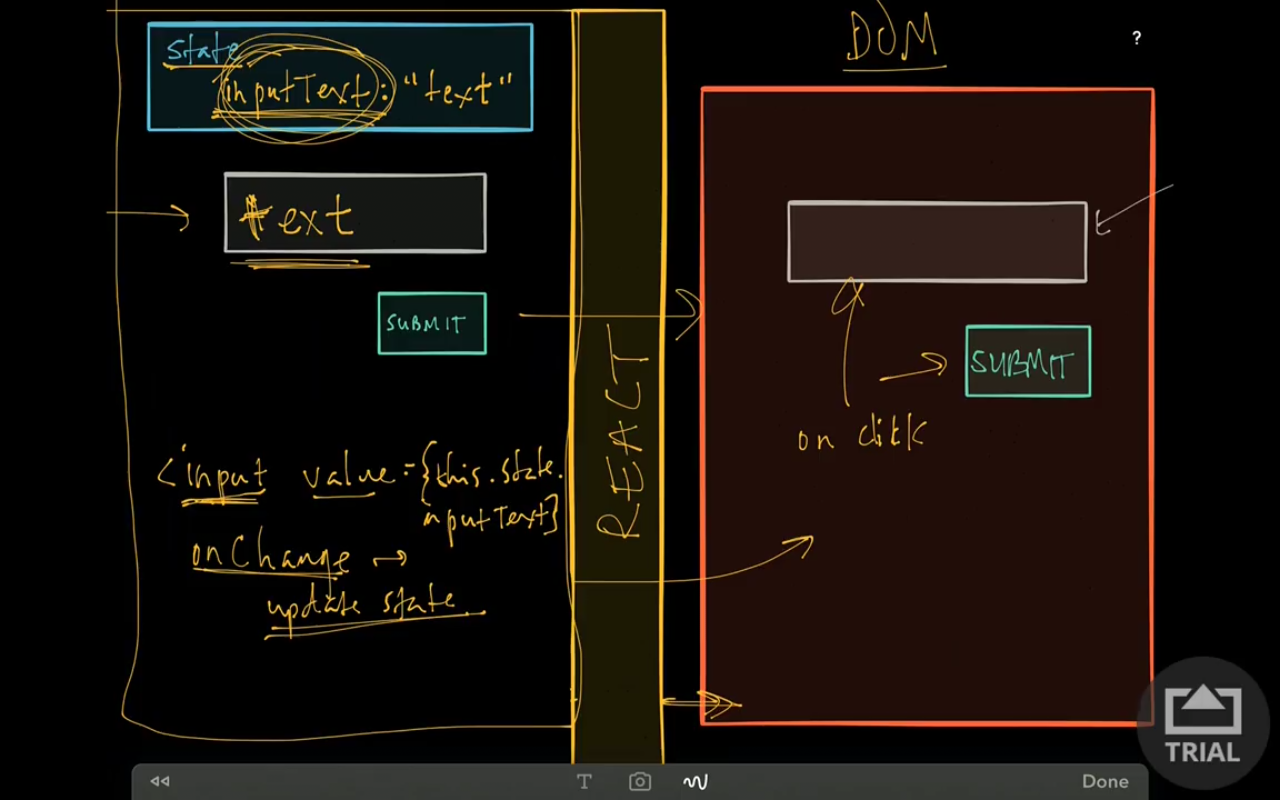 DOM
?
state
inputText: "text"
text
SUBMIT
SUBMIT
REACT
on click
<input value={this.state.
inputText}
onChange →
update state
TRIAL
T
Done